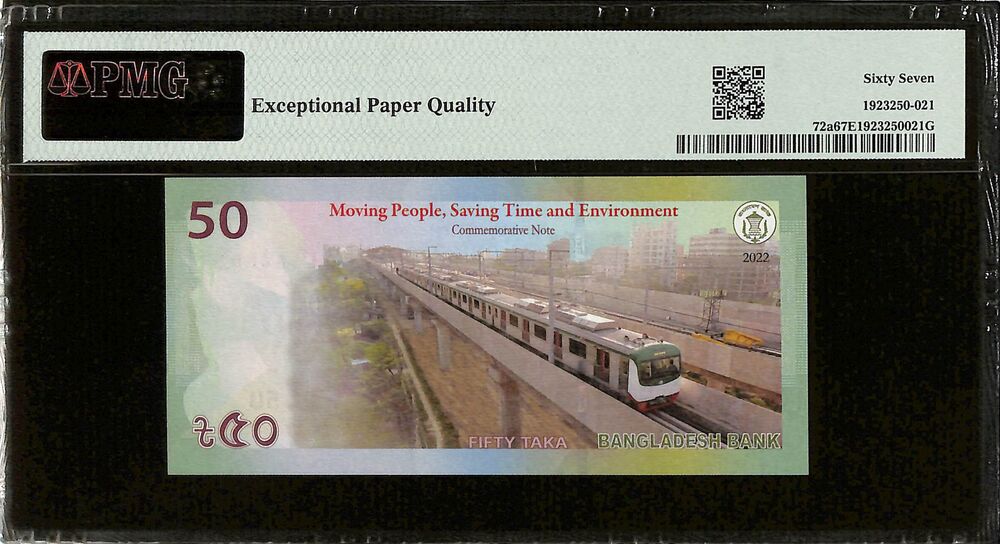 PMG
Exceptional Paper Quality
Sixty Seven
1923250-021
72a67E1923250021G
50
Moving People, Saving Time and Environment
Commemorative Note
2022
৳৫০
FIFTY TAKA
BANGLADESH BANK